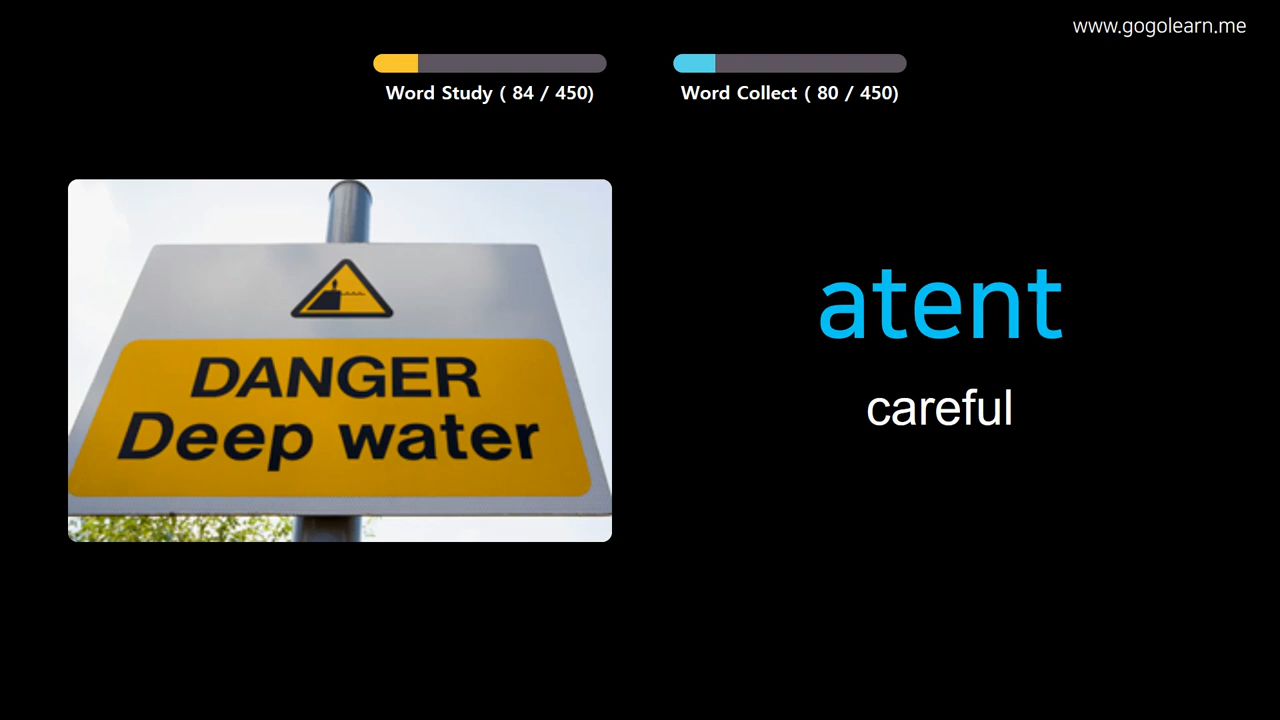 www.gogolearn.me
Word Study ( 84 / 450)
Word Collect ( 80 / 450)
DANGER
Deep water
atent
careful